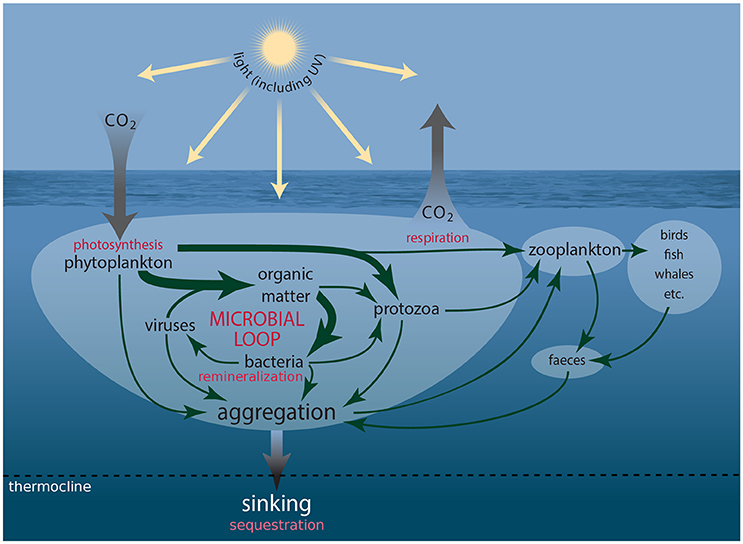 light (including UV)
CO₂
CO₂
photosynthesis
phytoplankton
respiration
zooplankton
birds
fish
whales
etc.
organic
matter
protozoa
viruses
MICROBIAL
LOOP
bacteria
remineralization
faeces
aggregation
thermocline
sinking
sequestration